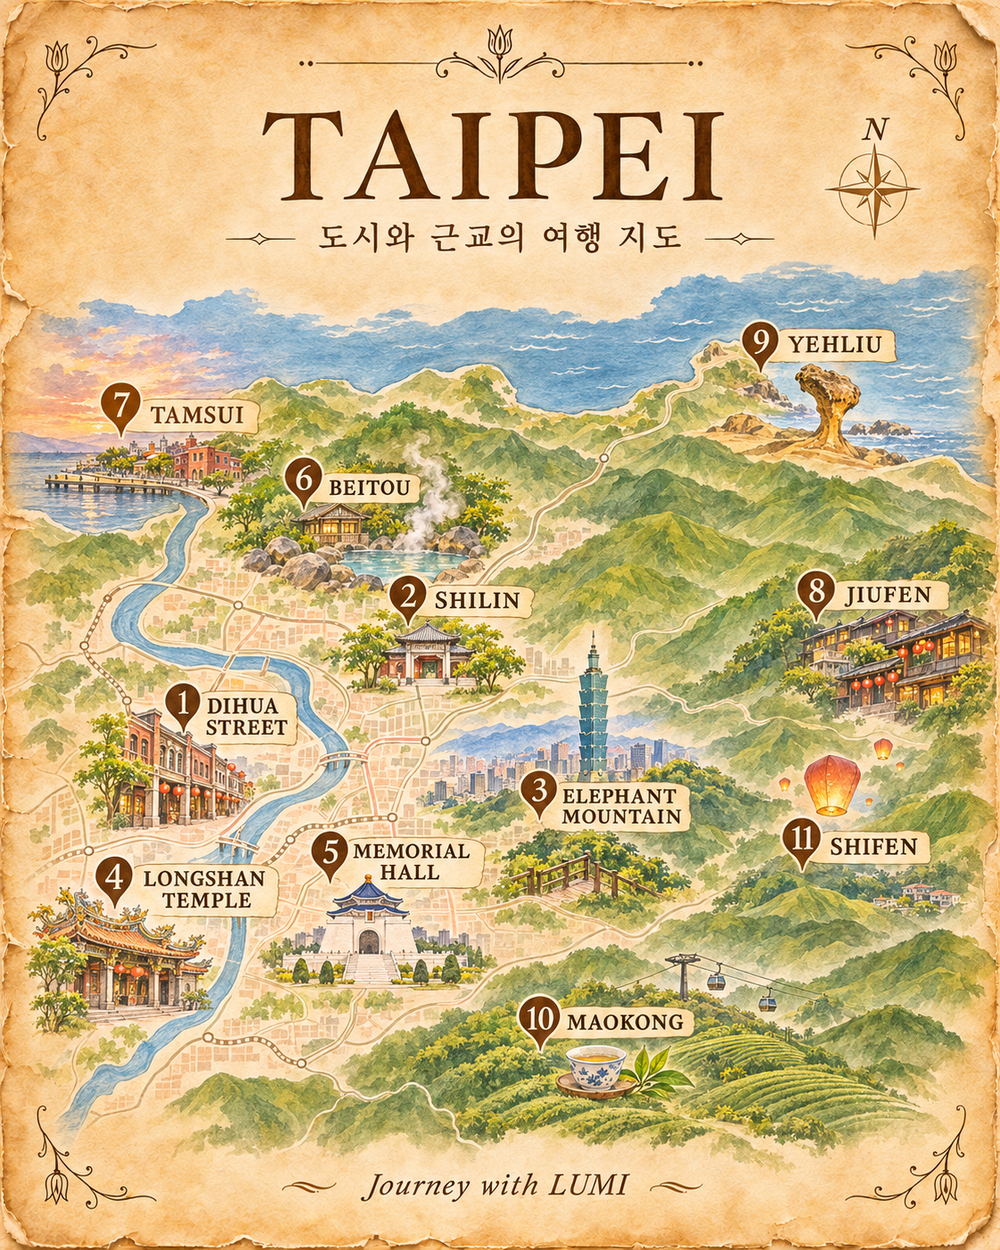 TAIPEI
N
도시와 근교의 여행 지도
9 YEHLIU
7 TAMSUI
6 BEITOU
2 SHILIN
8 JIUFEN
1 DIHUA
STREET
3 ELEPHANT
MOUNTAIN
11 SHIFEN
5 MEMORIAL
HALL
4 LONGSHAN
TEMPLE
10 MAOKONG
Journey with LUMI